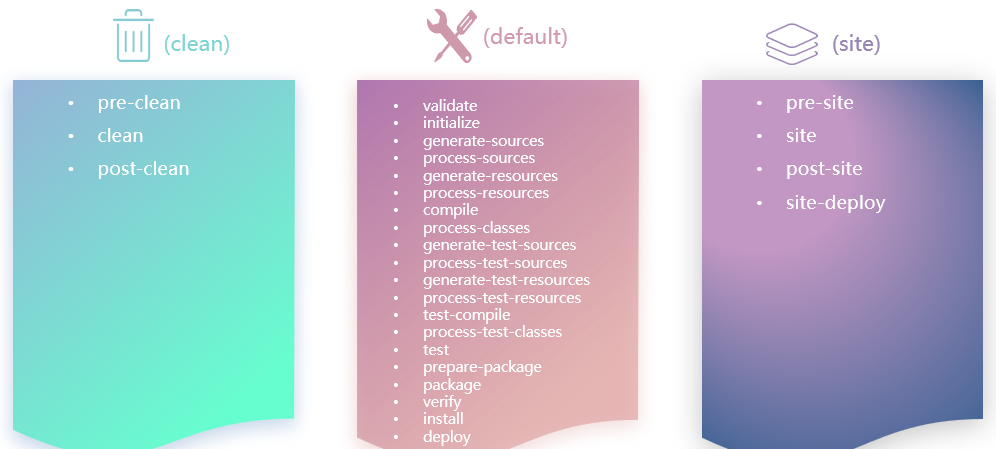 (clean)
• pre-clean
• clean
• post-clean
(default)
• validate
• initialize
• generate-sources
• process-sources
• generate-resources
• process-resources
• compile
• process-classes
• generate-test-sources
• process-test-sources
• generate-test-resources
• process-test-resources
• test-compile
• process-test-classes
• test
• prepare-package
• package
• verify
• install
• deploy
(site)
• pre-site
• site
• post-site
• site-deploy